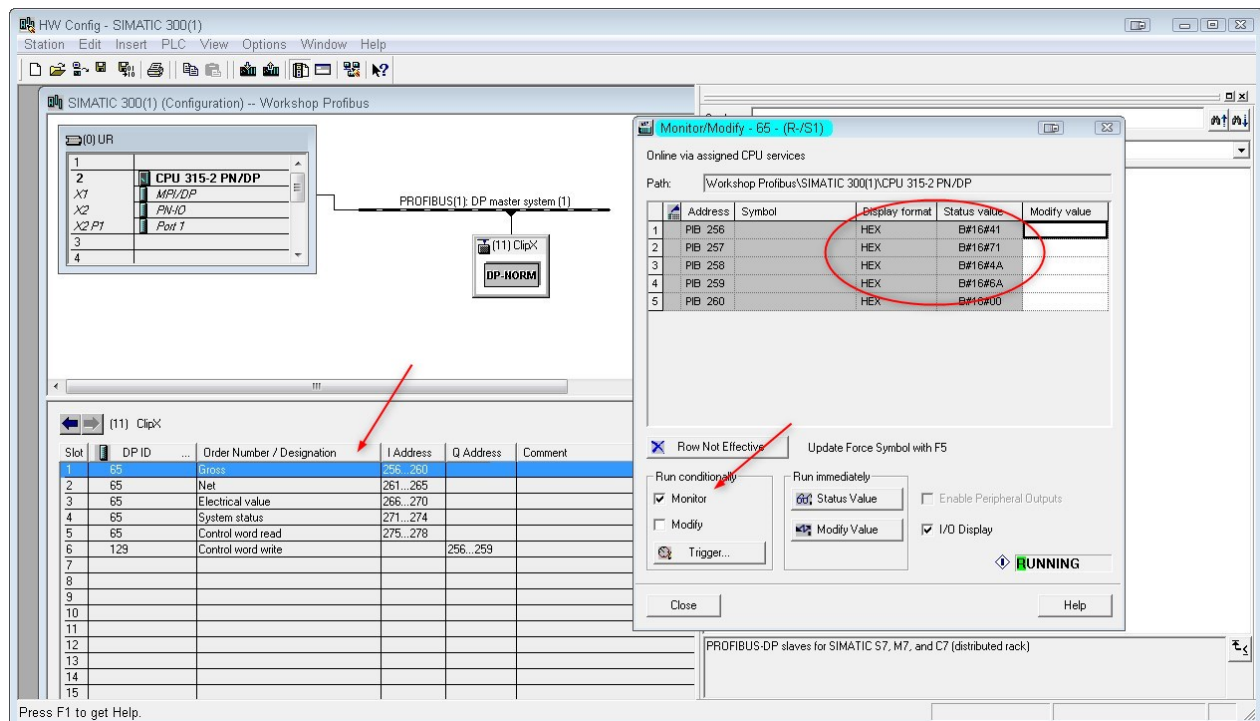 HW Config - SIMATIC 300(1)
Station Edit Insert PLC View Options Window Help
SIMATIC 300(1) (Configuration) -- Workshop Profibus
(0) UR
1
2 CPU 315-2 PN/DP
X1 MPI/DP
X2 PN-IO
X2 P1 Port 1
3
4
PROFIBUS(1): DP master system (1)
(11) ClipX
DP-NORM
(11) ClipX
Slot DP ID ... Order Number / Designation I Address Q Address Comment
1 65 Gross 256...260
2 65 Net 261...265
3 65 Electrical value 266...270
4 65 System status 271...274
5 65 Control word read 275...278
6 129 Control word write 256...259
7
8
9
10
11
12
13
14
15
Monitor/Modify - 65 - (R-/S1)
Online via assigned CPU services
Path: Workshop Profibus\SIMATIC 300(1)\CPU 315-2 PN/DP
Address Symbol Display format Status value Modify value
1 PIB 256 HEX B#16#41
2 PIB 257 HEX B#16#71
3 PIB 258 HEX B#16#4A
4 PIB 259 HEX B#16#6A
5 PIB 260 HEX B#16#00
Row Not Effective Update Force Symbol with F5
Run conditionally Run immediately
Monitor Status Value Enable Peripheral Outputs
Modify Modify Value I/O Display
Trigger... RUNNING
Close Help
PROFIBUS-DP slaves for SIMATIC S7, M7, and C7 (distributed rack)
Press F1 to get Help.